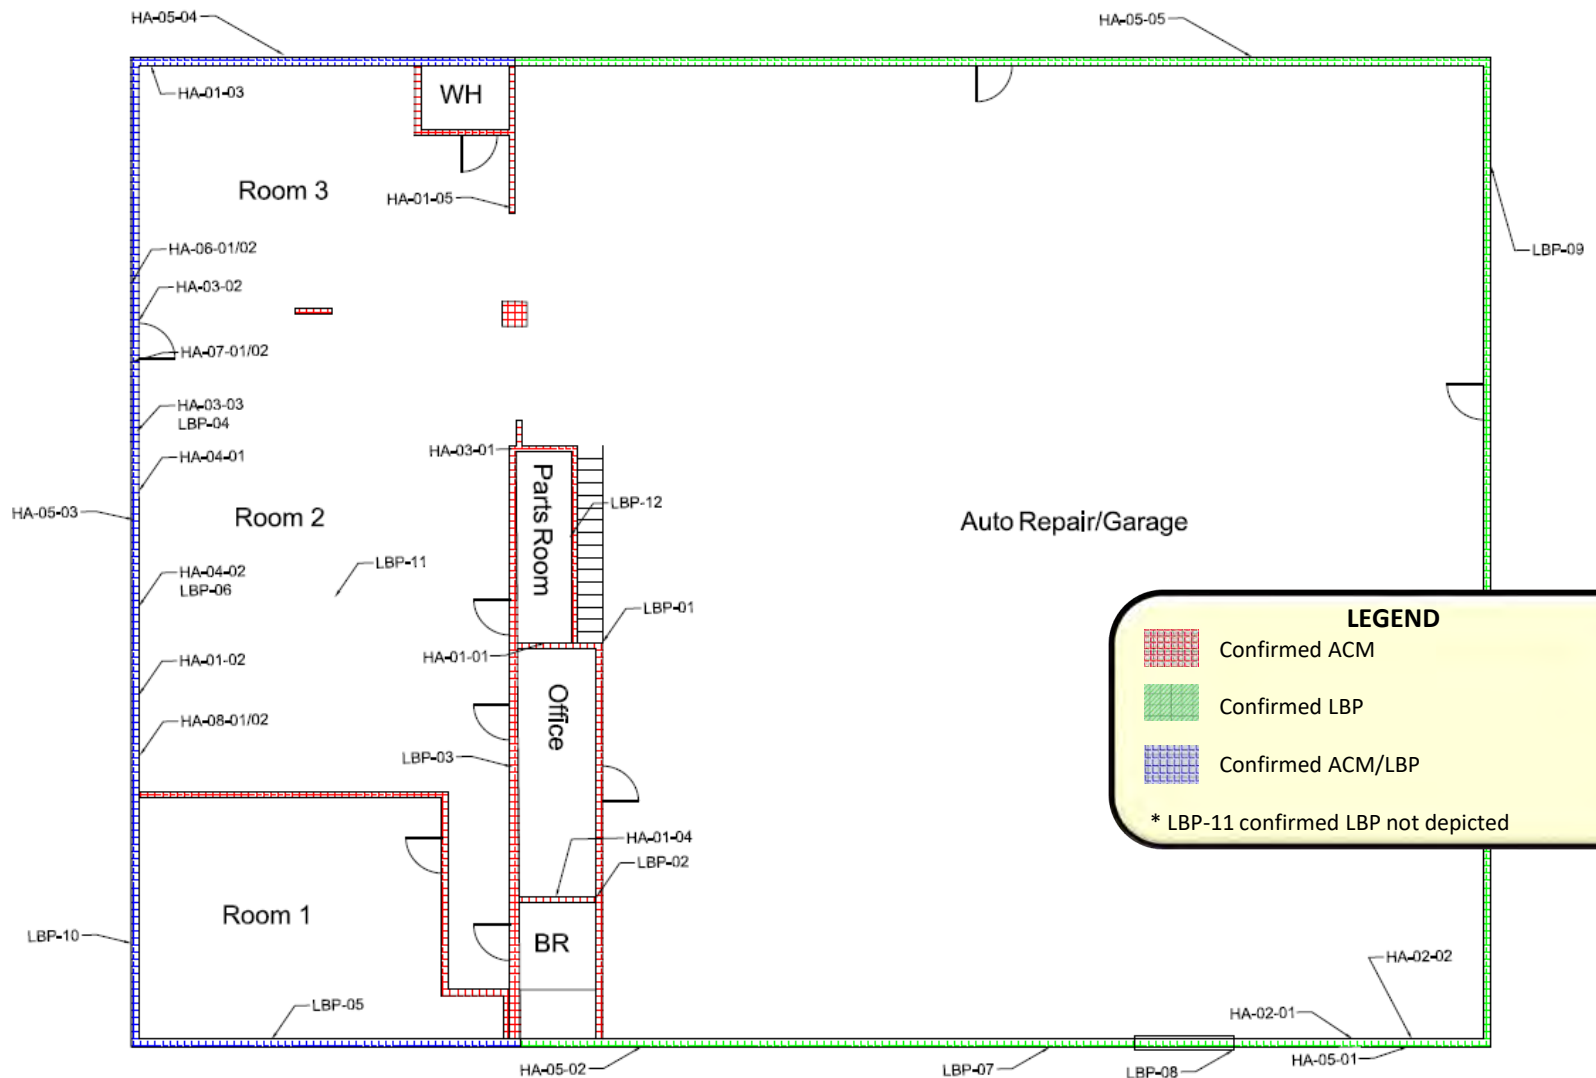 HA-05-04
HA-05-05
HA-01-03
WH
Room 3
HA-01-05
HA-06-01/02
LBP-09
HA-03-02
HA-07-01/02
HA-03-03
LBP-04
HA-03-01
HA-04-01
Parts Room
LBP-12
HA-05-03
Room 2
Auto Repair/Garage
LBP-11
HA-04-02
LBP-06
LBP-01
HA-01-02
HA-01-01
Office
HA-08-01/02
LBP-03
LEGEND
Confirmed ACM
Confirmed LBP
Confirmed ACM/LBP
* LBP-11 confirmed LBP not depicted
HA-01-04
LBP-02
Room 1
LBP-10
BR
HA-02-02
LBP-05
HA-02-01
HA-05-02
LBP-07
LBP-08
HA-05-01